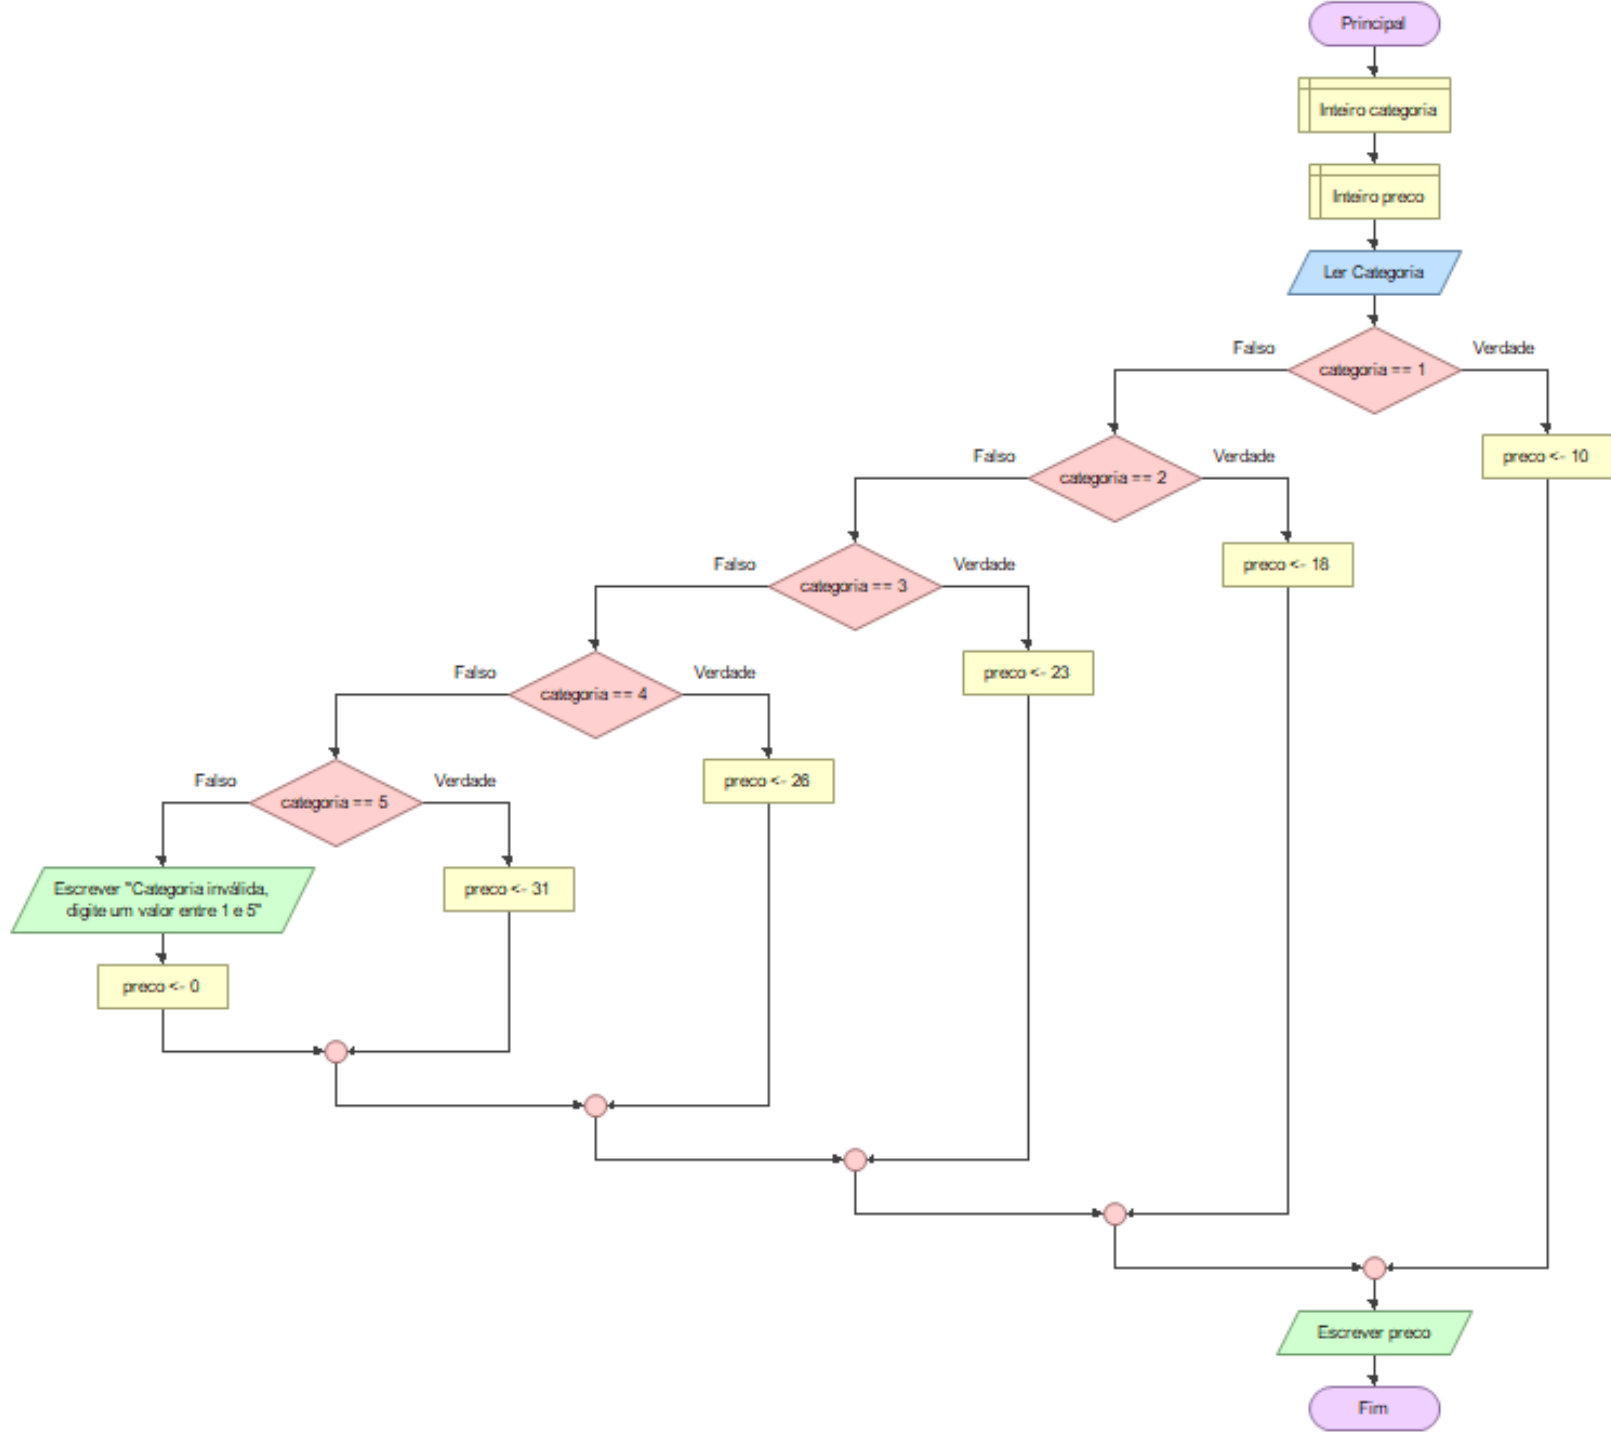 Principal
Inteiro categoria
Inteiro preco
Ler Categoria
Falso
Verdade
categoria == 1
preco <- 10
Falso
Verdade
categoria == 2
preco <- 18
Falso
Verdade
categoria == 3
preco <- 23
Falso
Verdade
categoria == 4
preco <- 26
Falso
Verdade
categoria == 5
preco <- 31
Escrever "Categoria inválida,
digite um valor entre 1 e 5"
preco <- 0
Escrever preco
Fim